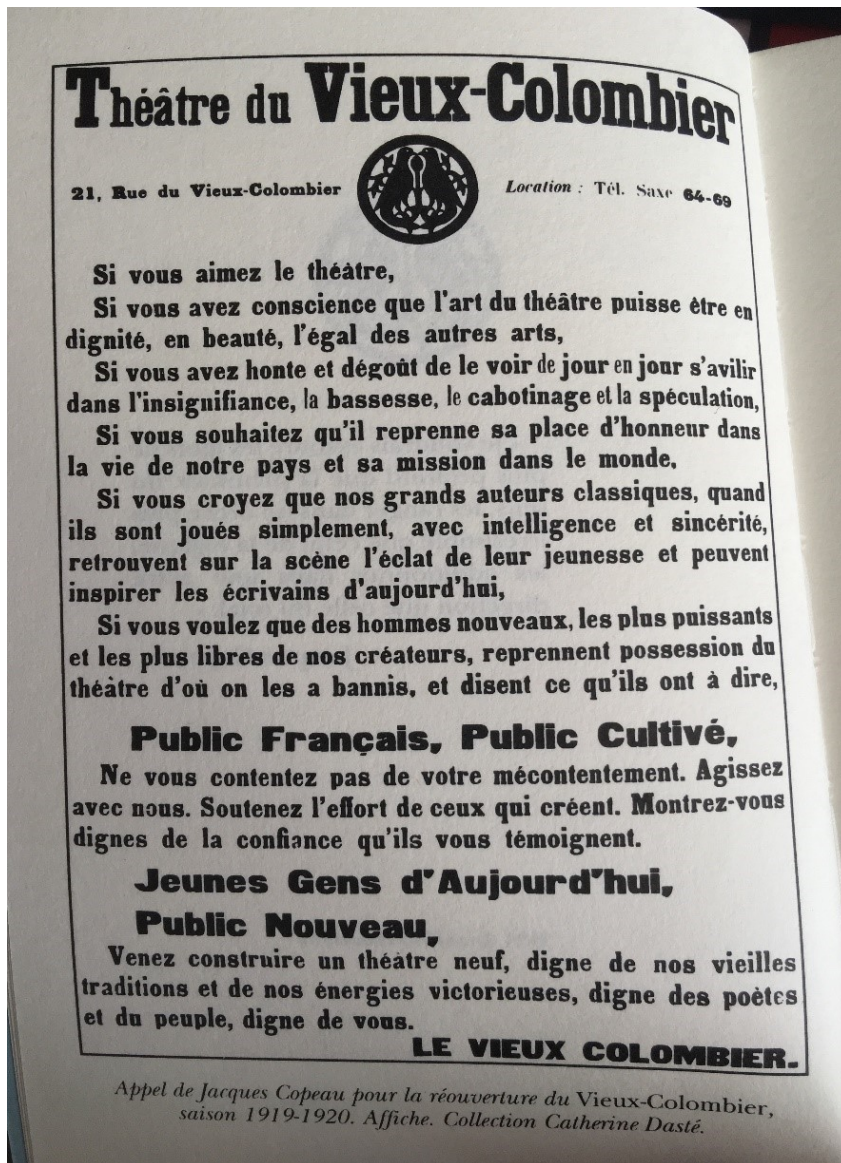 Théâtre du Vieux-Colombier
21, Rue du Vieux-Colombier
Location : Tél. Saxe 64-69
Si vous aimez le théâtre,
Si vous avez conscience que l'art du théâtre puisse être en
dignité, en beauté, l'égal des autres arts,
Si vous avez honte et dégoût de le voir de jour en jour s'avilir
dans l'insignifiance, la bassesse, le cabotinage et la spéculation,
Si vous souhaitez qu'il reprenne sa place d'honneur dans
la vie de notre pays et sa mission dans le monde,
Si vous croyez que nos grands auteurs classiques, quand
ils sont joués simplement, avec intelligence et sincérité,
retrouvent sur la scène l'éclat de leur jeunesse et peuvent
inspirer les écrivains d'aujourd'hui,
Si vous voulez que des hommes nouveaux, les plus puissants
et les plus libres de nos créateurs, reprennent possession du
théâtre d'où on les a bannis, et disent ce qu'ils ont à dire,
Public Français, Public Cultivé,
Ne vous contentez pas de votre mécontentement. Agissez
avec nous. Soutenez l'effort de ceux qui créent. Montrez-vous
dignes de la confiance qu'ils vous témoignent.
Jeunes Gens d'Aujourd'hui,
Public Nouveau,
Venez construire un théâtre neuf, digne de nos vieilles
traditions et de nos énergies victorieuses, digne des poètes
et du peuple, digne de vous.
LE VIEUX COLOMBIER.
Appel de Jacques Copeau pour la réouverture du Vieux-Colombier,
saison 1919-1920. Affiche. Collection Catherine Dasté.